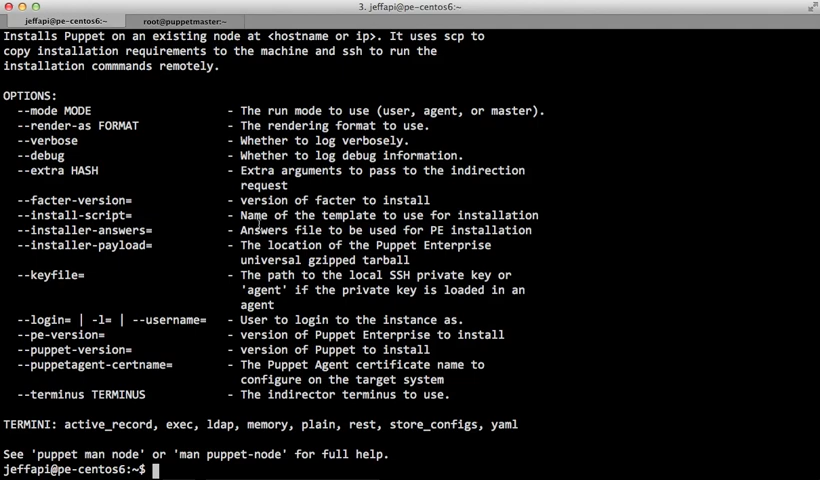 3. jeffapi@pe-centos6:~
jeffapi@pe-centos6:~
root@puppetmaster:~
Installs Puppet on an existing node at <hostname or ip>. It uses scp to
copy installation requirements to the machine and ssh to run the
installation commmands remotely.
OPTIONS:
--mode MODE - The run mode to use (user, agent, or master).
--render-as FORMAT - The rendering format to use.
--verbose - Whether to log verbosely.
--debug - Whether to log debug information.
--extra HASH - Extra arguments to pass to the indirection
request
--facter-version= - version of facter to install
--install-script= - Name of the template to use for installation
--installer-answers= - Answers file to be used for PE installation
--installer-payload= - The location of the Puppet Enterprise
universal gzipped tarball
--keyfile= - The path to the local SSH private key or
'agent' if the private key is loaded in an
agent
--login= | -l= | --username= - User to login to the instance as.
--pe-version= - version of Puppet Enterprise to install
--puppet-version= - version of Puppet to install
--puppetagent-certname= - The Puppet Agent certificate name to
configure on the target system
--terminus TERMINUS - The indirector terminus to use.
TERMINI: active_record, exec, ldap, memory, plain, rest, store_configs, yaml
See 'puppet man node' or 'man puppet-node' for full help.
jeffapi@pe-centos6:~$